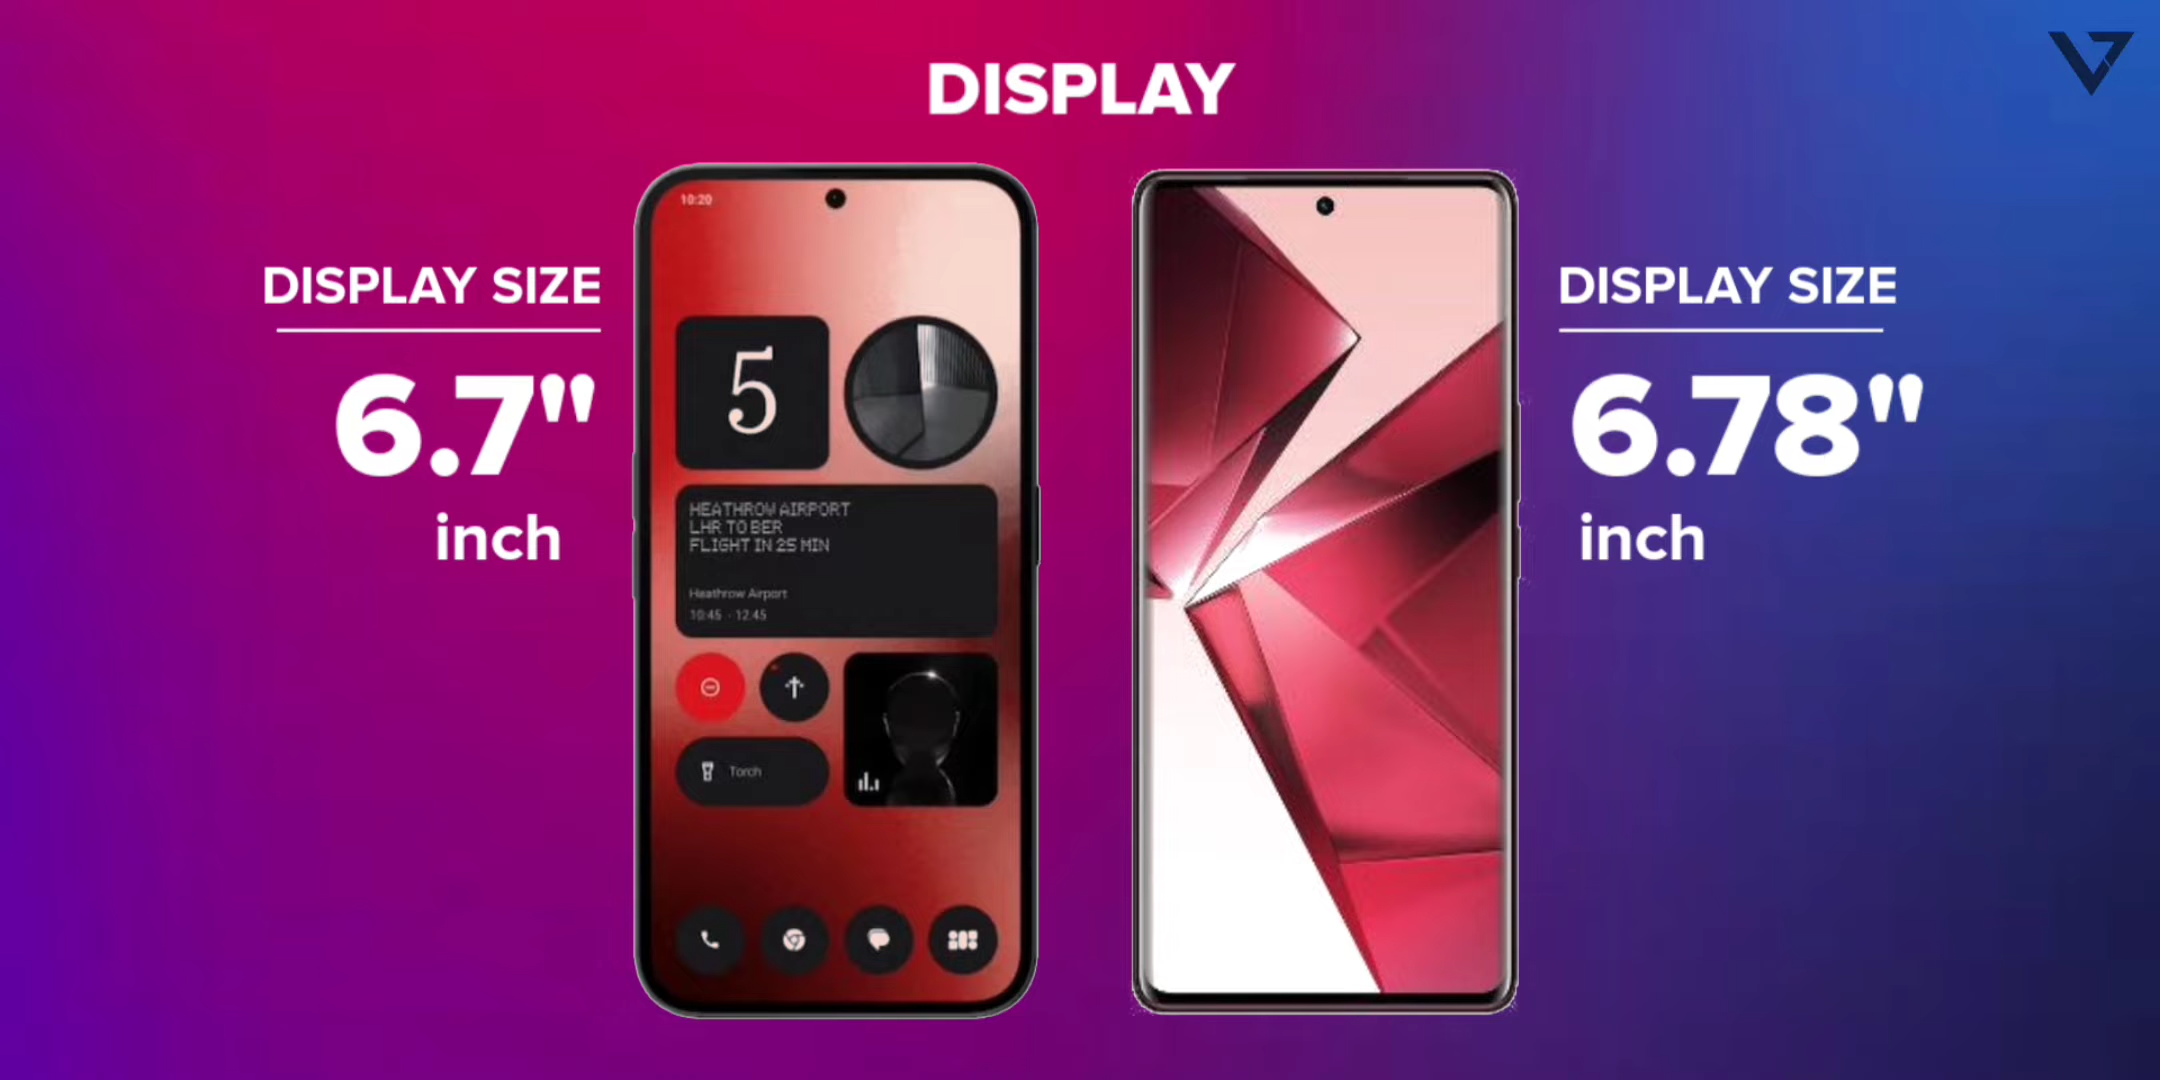 DISPLAY
DISPLAY SIZE
6.7"
inch
10:20
5
HEATHROW AIRPORT
LHR TO BER
FLIGHT IN 25 MIN
Heathrow Airport
10:45 - 12:45
Torch
DISPLAY SIZE
6.78"
inch